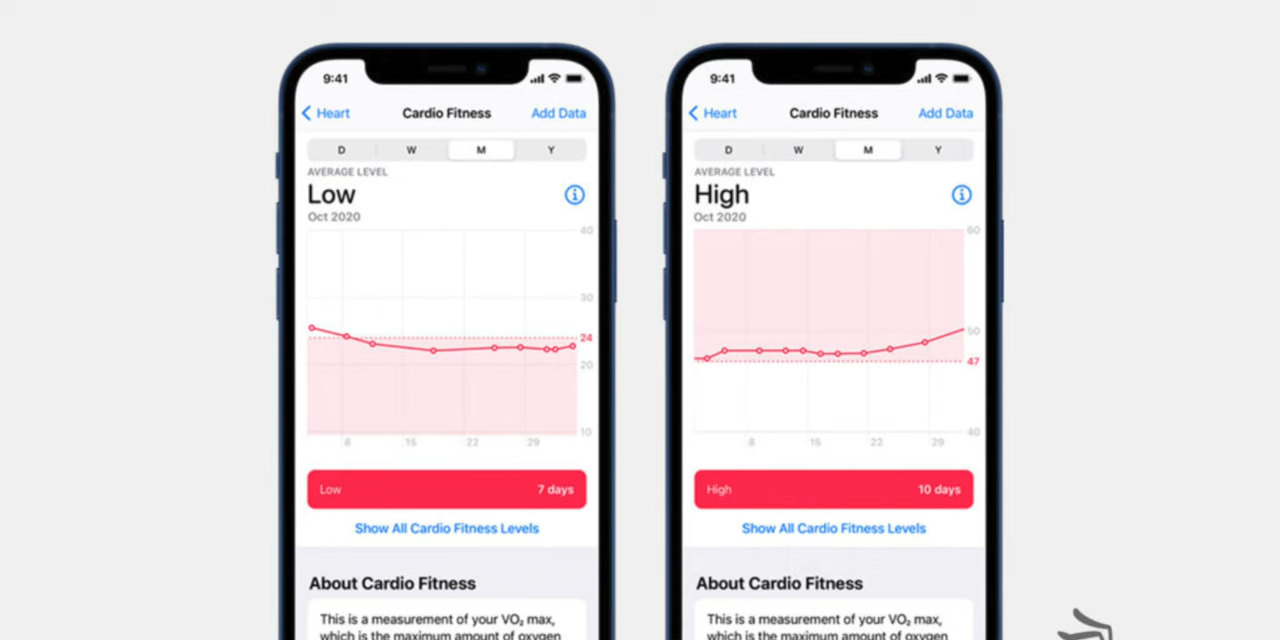 9:41
Heart Cardio Fitness Add Data
D W M Y
AVERAGE LEVEL
Low
Oct 2020
40
30
24
20
10
8 15 22 29
Low 7 days
Show All Cardio Fitness Levels
About Cardio Fitness
This is a measurement of your VO₂ max,
which is the maximum amount of oxygen
9:41
Heart Cardio Fitness Add Data
D W M Y
AVERAGE LEVEL
High
Oct 2020
60
50
47
40
8 15 22 29
High 10 days
Show All Cardio Fitness Levels
About Cardio Fitness
This is a measurement of your VO₂ max,
which is the maximum amount of oxygen